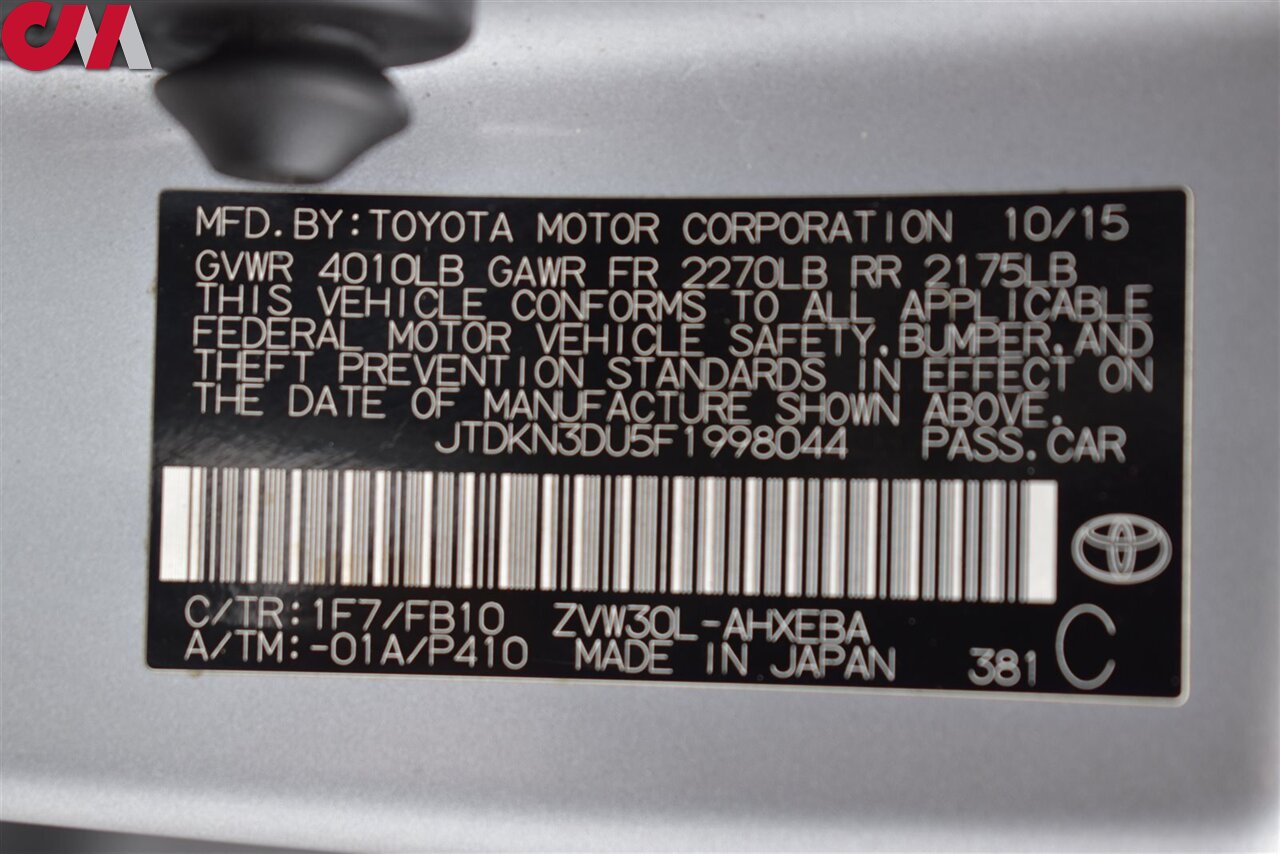 CMA
MFD.BY:TOYOTA MOTOR CORPORATION 10/15
GVWR 4010LB GAWR FR 2270LB RR 2175LB
THIS VEHICLE CONFORMS TO ALL APPLICABLE
FEDERAL MOTOR VEHICLE SAFETY,BUMPER,AND
THEFT PREVENTION STANDARDS IN EFFECT ON
THE DATE OF MANUFACTURE SHOWN ABOVE.
JTDKN3DU5F1998044 PASS.CAR
C/TR:1F7/FB10 ZVW30L-AHXEBA
A/TM:-01A/P410 MADE IN JAPAN 381 C